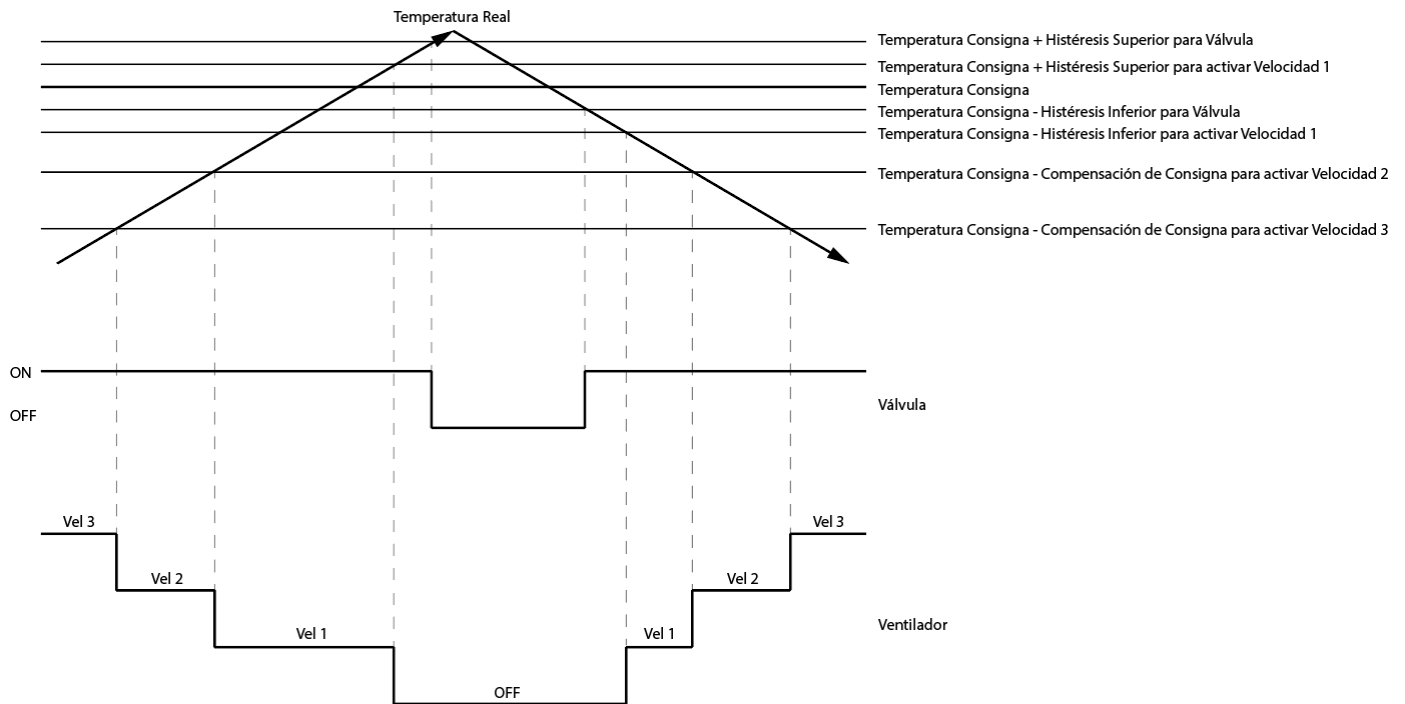 Temperatura Real
Temperatura Consigna + Histéresis Superior para Válvula
Temperatura Consigna + Histéresis Superior para activar Velocidad 1
Temperatura Consigna
Temperatura Consigna - Histéresis Inferior para Válvula
Temperatura Consigna - Histéresis Inferior para activar Velocidad 1
Temperatura Consigna - Compensación de Consigna para activar Velocidad 2
Temperatura Consigna - Compensación de Consigna para activar Velocidad 3
ON
OFF
Válvula
Vel 3
Vel 3
Vel 2
Vel 2
Vel 1
Vel 1
Ventilador
OFF